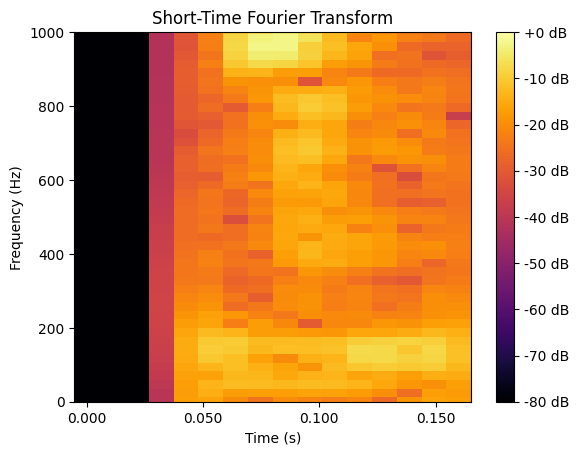 Short-Time Fourier Transform
1000
800
600
400
200
0
Frequency (Hz)
0.000
0.050
0.100
0.150
Time (s)
+0 dB
-10 dB
-20 dB
-30 dB
-40 dB
-50 dB
-60 dB
-70 dB
-80 dB